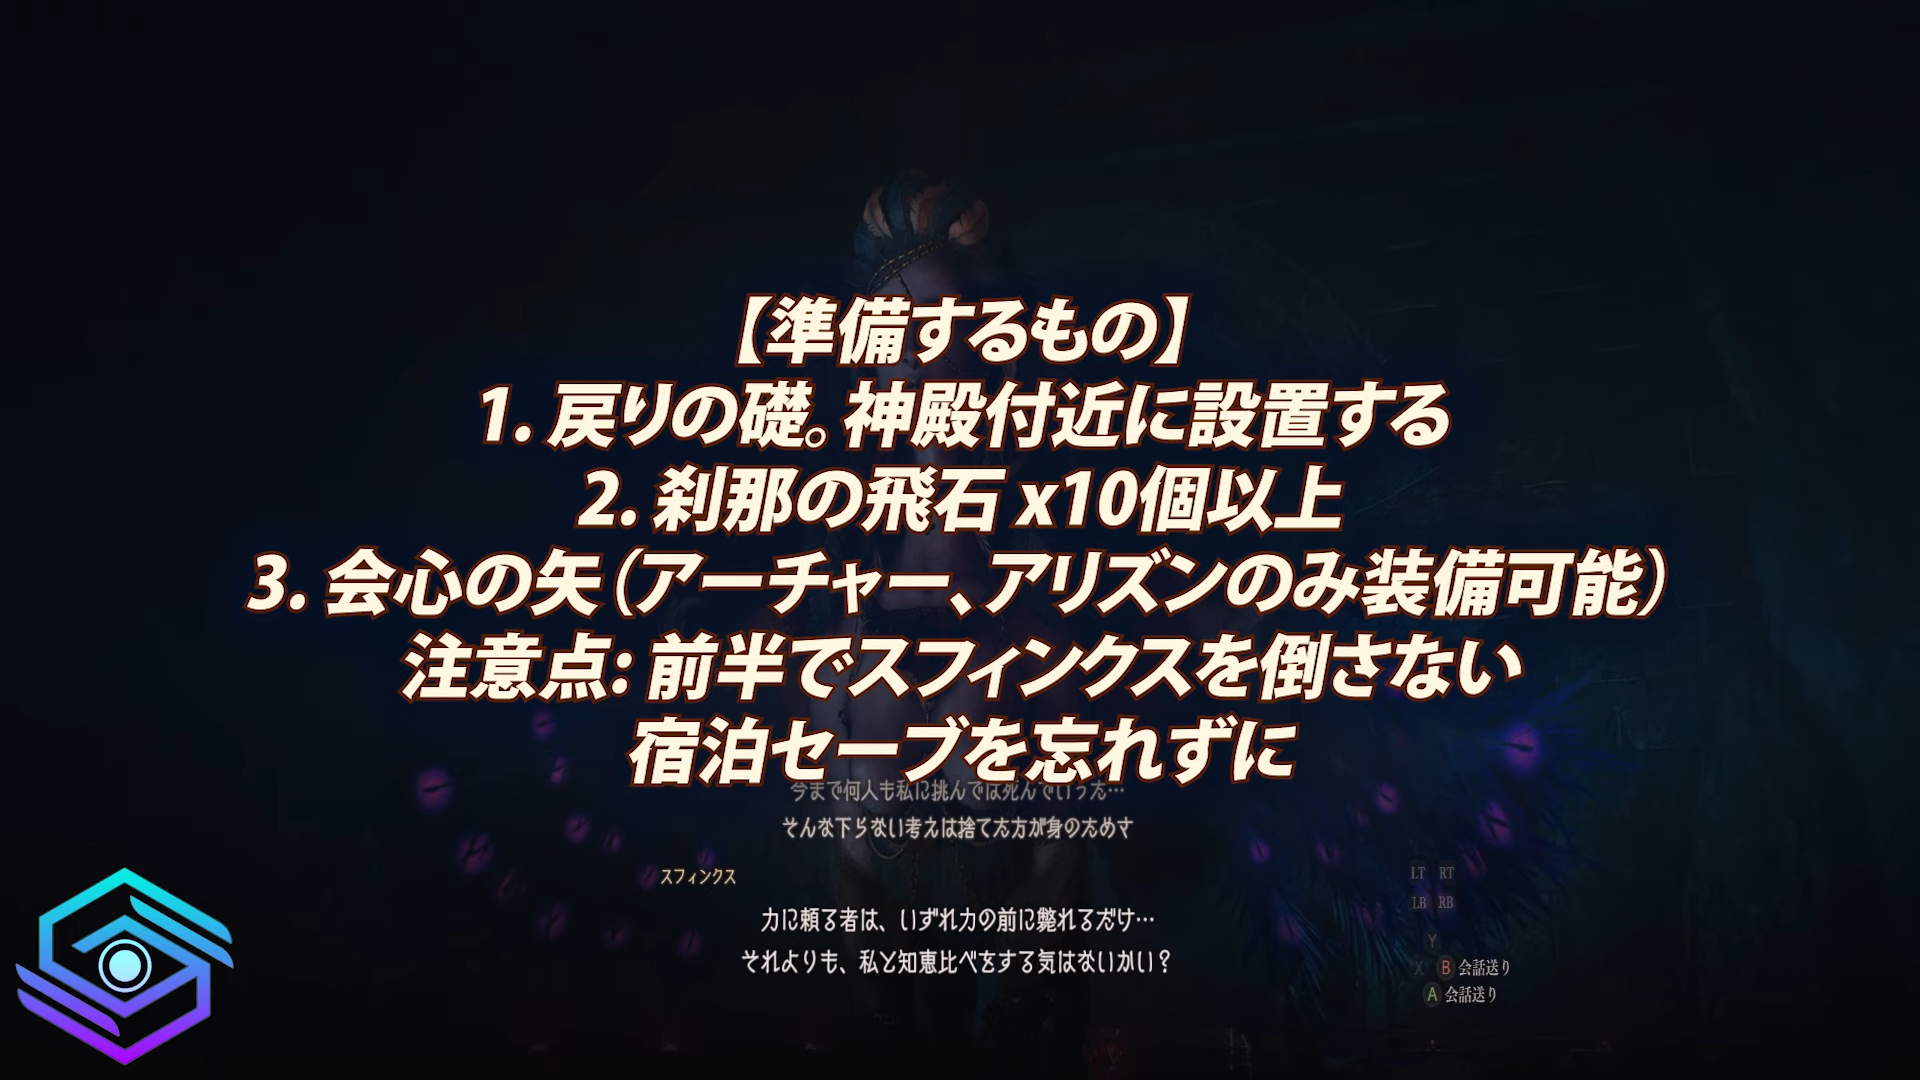 【準備するもの】
1. 戻りの礎。神殿付近に設置する
2. 刹那の飛石 x10個以上
3. 会心の矢（アーチャー、アリズンのみ装備可能）
注意点: 前半でスフィンクスを倒さない
宿泊セーブを忘れずに
今まで何人も私に挑んでは死んでいった…
そんな下らない考えは捨てた方が身のためさ
スフィンクス
力に頼る者は、いずれ力の前に斃れるだけ…
それよりも、私と知恵比べをする気はないかい？
LT RT
LB RB
Y
X B 会話送り
A 会話送り